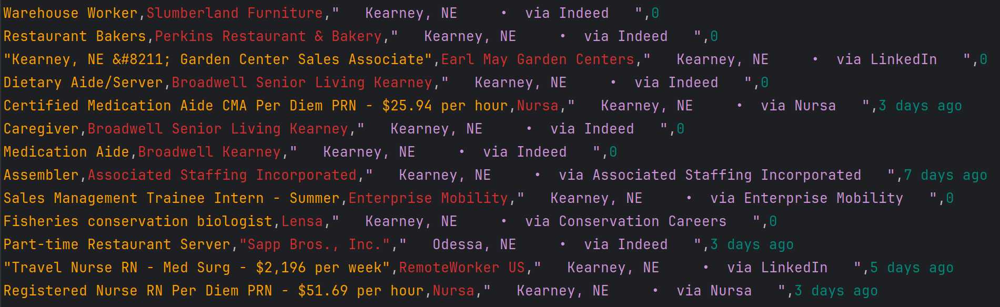 Warehouse Worker,Slumberland Furniture,"   Kearney, NE     •  via Indeed   ",0
Restaurant Bakers,Perkins Restaurant & Bakery,"   Kearney, NE     •  via Indeed   ",0
"Kearney, NE &#8211; Garden Center Sales Associate",Earl May Garden Centers,"   Kearney, NE     •  via LinkedIn   ",0
Dietary Aide/Server,Broadwell Senior Living Kearney,"   Kearney, NE     •  via Indeed   ",0
Certified Medication Aide CMA Per Diem PRN - $25.94 per hour,Nursa,"   Kearney, NE     •  via Nursa   ",3 days ago
Caregiver,Broadwell Senior Living Kearney,"   Kearney, NE     •  via Indeed   ",0
Medication Aide,Broadwell Kearney,"   Kearney, NE     •  via Indeed   ",0
Assembler,Associated Staffing Incorporated,"   Kearney, NE     •  via Associated Staffing Incorporated   ",7 days ago
Sales Management Trainee Intern - Summer,Enterprise Mobility,"   Kearney, NE     •  via Enterprise Mobility   ",0
Fisheries conservation biologist,Lensa,"   Kearney, NE     •  via Conservation Careers   ",0
Part-time Restaurant Server,"Sapp Bros., Inc.","   Odessa, NE     •  via Indeed   ",3 days ago
"Travel Nurse RN - Med Surg - $2,196 per week",RemoteWorker US,"   Kearney, NE     •  via LinkedIn   ",5 days ago
Registered Nurse RN Per Diem PRN - $51.69 per hour,Nursa,"   Kearney, NE     •  via Nursa   ",3 days ago